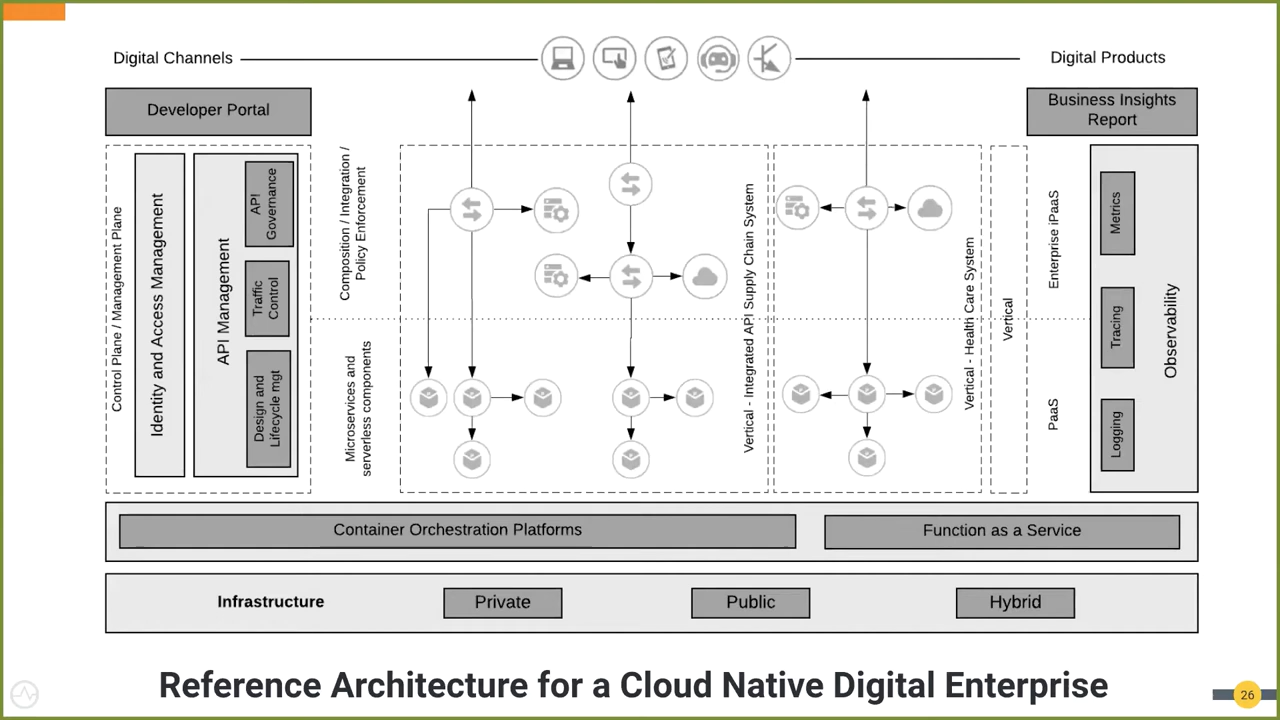 Digital Channels
Digital Products
Developer Portal
Business Insights
Report
Control Plane / Management Plane
Identity and Access Management
API Management
API
Governance
Traffic
Control
Design and
Lifecycle mgt
Composition / Integration /
Policy Enforcement
Microservices and
serverless components
Vertical - Integrated API Supply Chain System
Vertical - Health Care System
Vertical
Enterprise iPaaS
PaaS
Metrics
Tracing
Logging
Observability
Container Orchestration Platforms
Function as a Service
Infrastructure
Private
Public
Hybrid
Reference Architecture for a Cloud Native Digital Enterprise
26